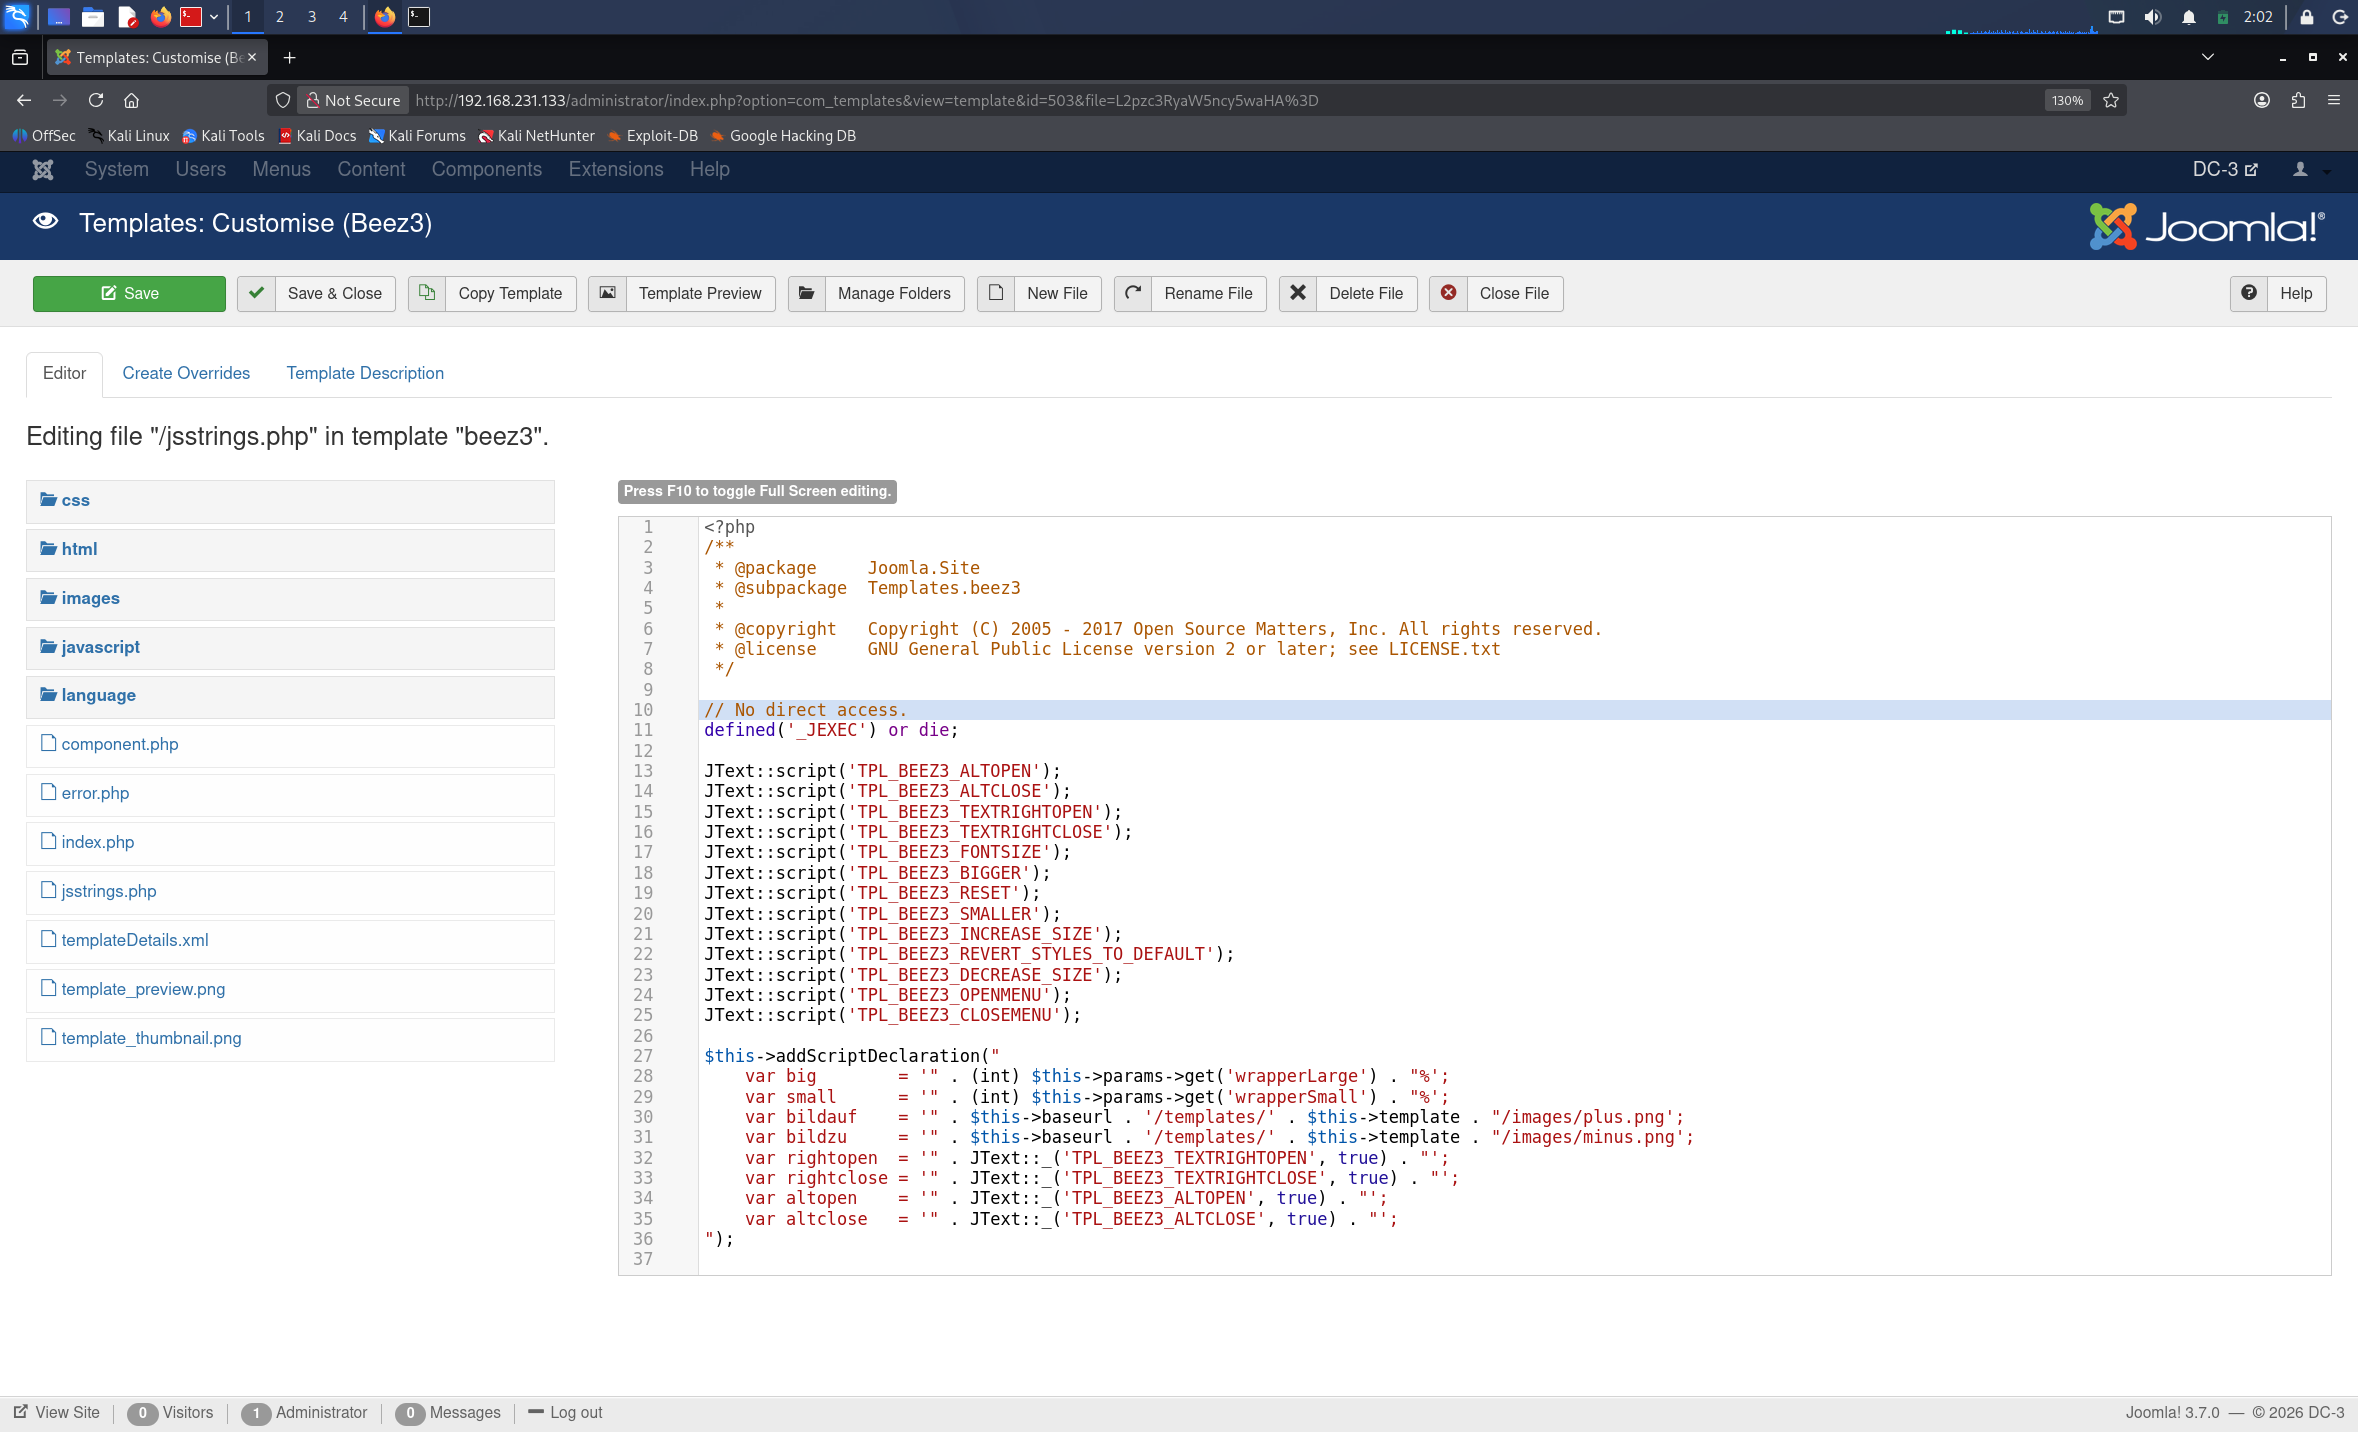 1 2 3 4 2:02
Templates: Customise (Be
Not Secure http://192.168.231.133/administrator/index.php?option=com_templates&view=template&id=503&file=L2pzc3RyaW5ncy5waHA%3D 130%
OffSec Kali Linux Kali Tools Kali Docs Kali Forums Kali NetHunter Exploit-DB Google Hacking DB
System Users Menus Content Components Extensions Help DC-3
Templates: Customise (Beez3) Joomla!®
Save Save & Close Copy Template Template Preview Manage Folders New File Rename File Delete File Close File Help
Editor Create Overrides Template Description
Editing file "/jsstrings.php" in template "beez3".
css
html
images
javascript
language
component.php
error.php
index.php
jsstrings.php
templateDetails.xml
template_preview.png
template_thumbnail.png
Press F10 to toggle Full Screen editing.
1 <?php
2 /**
3  * @package     Joomla.Site
4  * @subpackage  Templates.beez3
5  *
6  * @copyright   Copyright (C) 2005 - 2017 Open Source Matters, Inc. All rights reserved.
7  * @license     GNU General Public License version 2 or later; see LICENSE.txt
8  */
9
10 // No direct access.
11 defined('_JEXEC') or die;
12
13 JText::script('TPL_BEEZ3_ALTOPEN');
14 JText::script('TPL_BEEZ3_ALTCLOSE');
15 JText::script('TPL_BEEZ3_TEXTRIGHTOPEN');
16 JText::script('TPL_BEEZ3_TEXTRIGHTCLOSE');
17 JText::script('TPL_BEEZ3_FONTSIZE');
18 JText::script('TPL_BEEZ3_BIGGER');
19 JText::script('TPL_BEEZ3_RESET');
20 JText::script('TPL_BEEZ3_SMALLER');
21 JText::script('TPL_BEEZ3_INCREASE_SIZE');
22 JText::script('TPL_BEEZ3_REVERT_STYLES_TO_DEFAULT');
23 JText::script('TPL_BEEZ3_DECREASE_SIZE');
24 JText::script('TPL_BEEZ3_OPENMENU');
25 JText::script('TPL_BEEZ3_CLOSEMENU');
26
27 $this->addScriptDeclaration("
28     var big        = '" . (int) $this->params->get('wrapperLarge') . "%';
29     var small      = '" . (int) $this->params->get('wrapperSmall') . "%';
30     var bildauf    = '" . $this->baseurl . '/templates/' . $this->template . "/images/plus.png';
31     var bildzu     = '" . $this->baseurl . '/templates/' . $this->template . "/images/minus.png';
32     var rightopen  = '" . JText::_('TPL_BEEZ3_TEXTRIGHTOPEN', true) . "';
33     var rightclose = '" . JText::_('TPL_BEEZ3_TEXTRIGHTCLOSE', true) . "';
34     var altopen    = '" . JText::_('TPL_BEEZ3_ALTOPEN', true) . "';
35     var altclose   = '" . JText::_('TPL_BEEZ3_ALTCLOSE', true) . "';
36 ");
37
View Site 0 Visitors 1 Administrator 0 Messages Log out Joomla! 3.7.0 — © 2026 DC-3